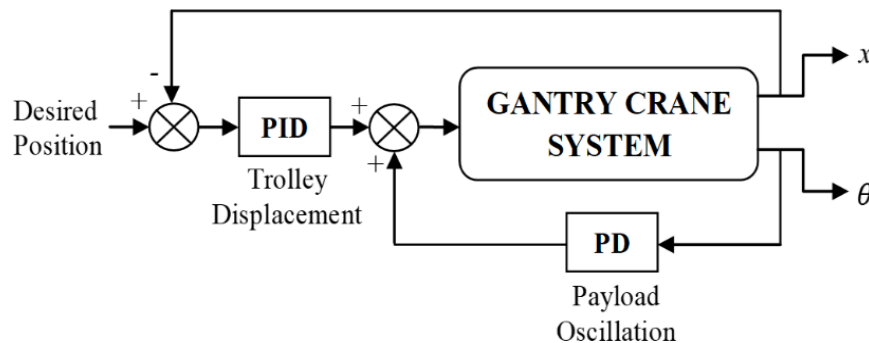 x
-
Desired
Position
+
PID
Trolley
Displacement
+
+
GANTRY CRANE
SYSTEM
θ
PD
Payload
Oscillation